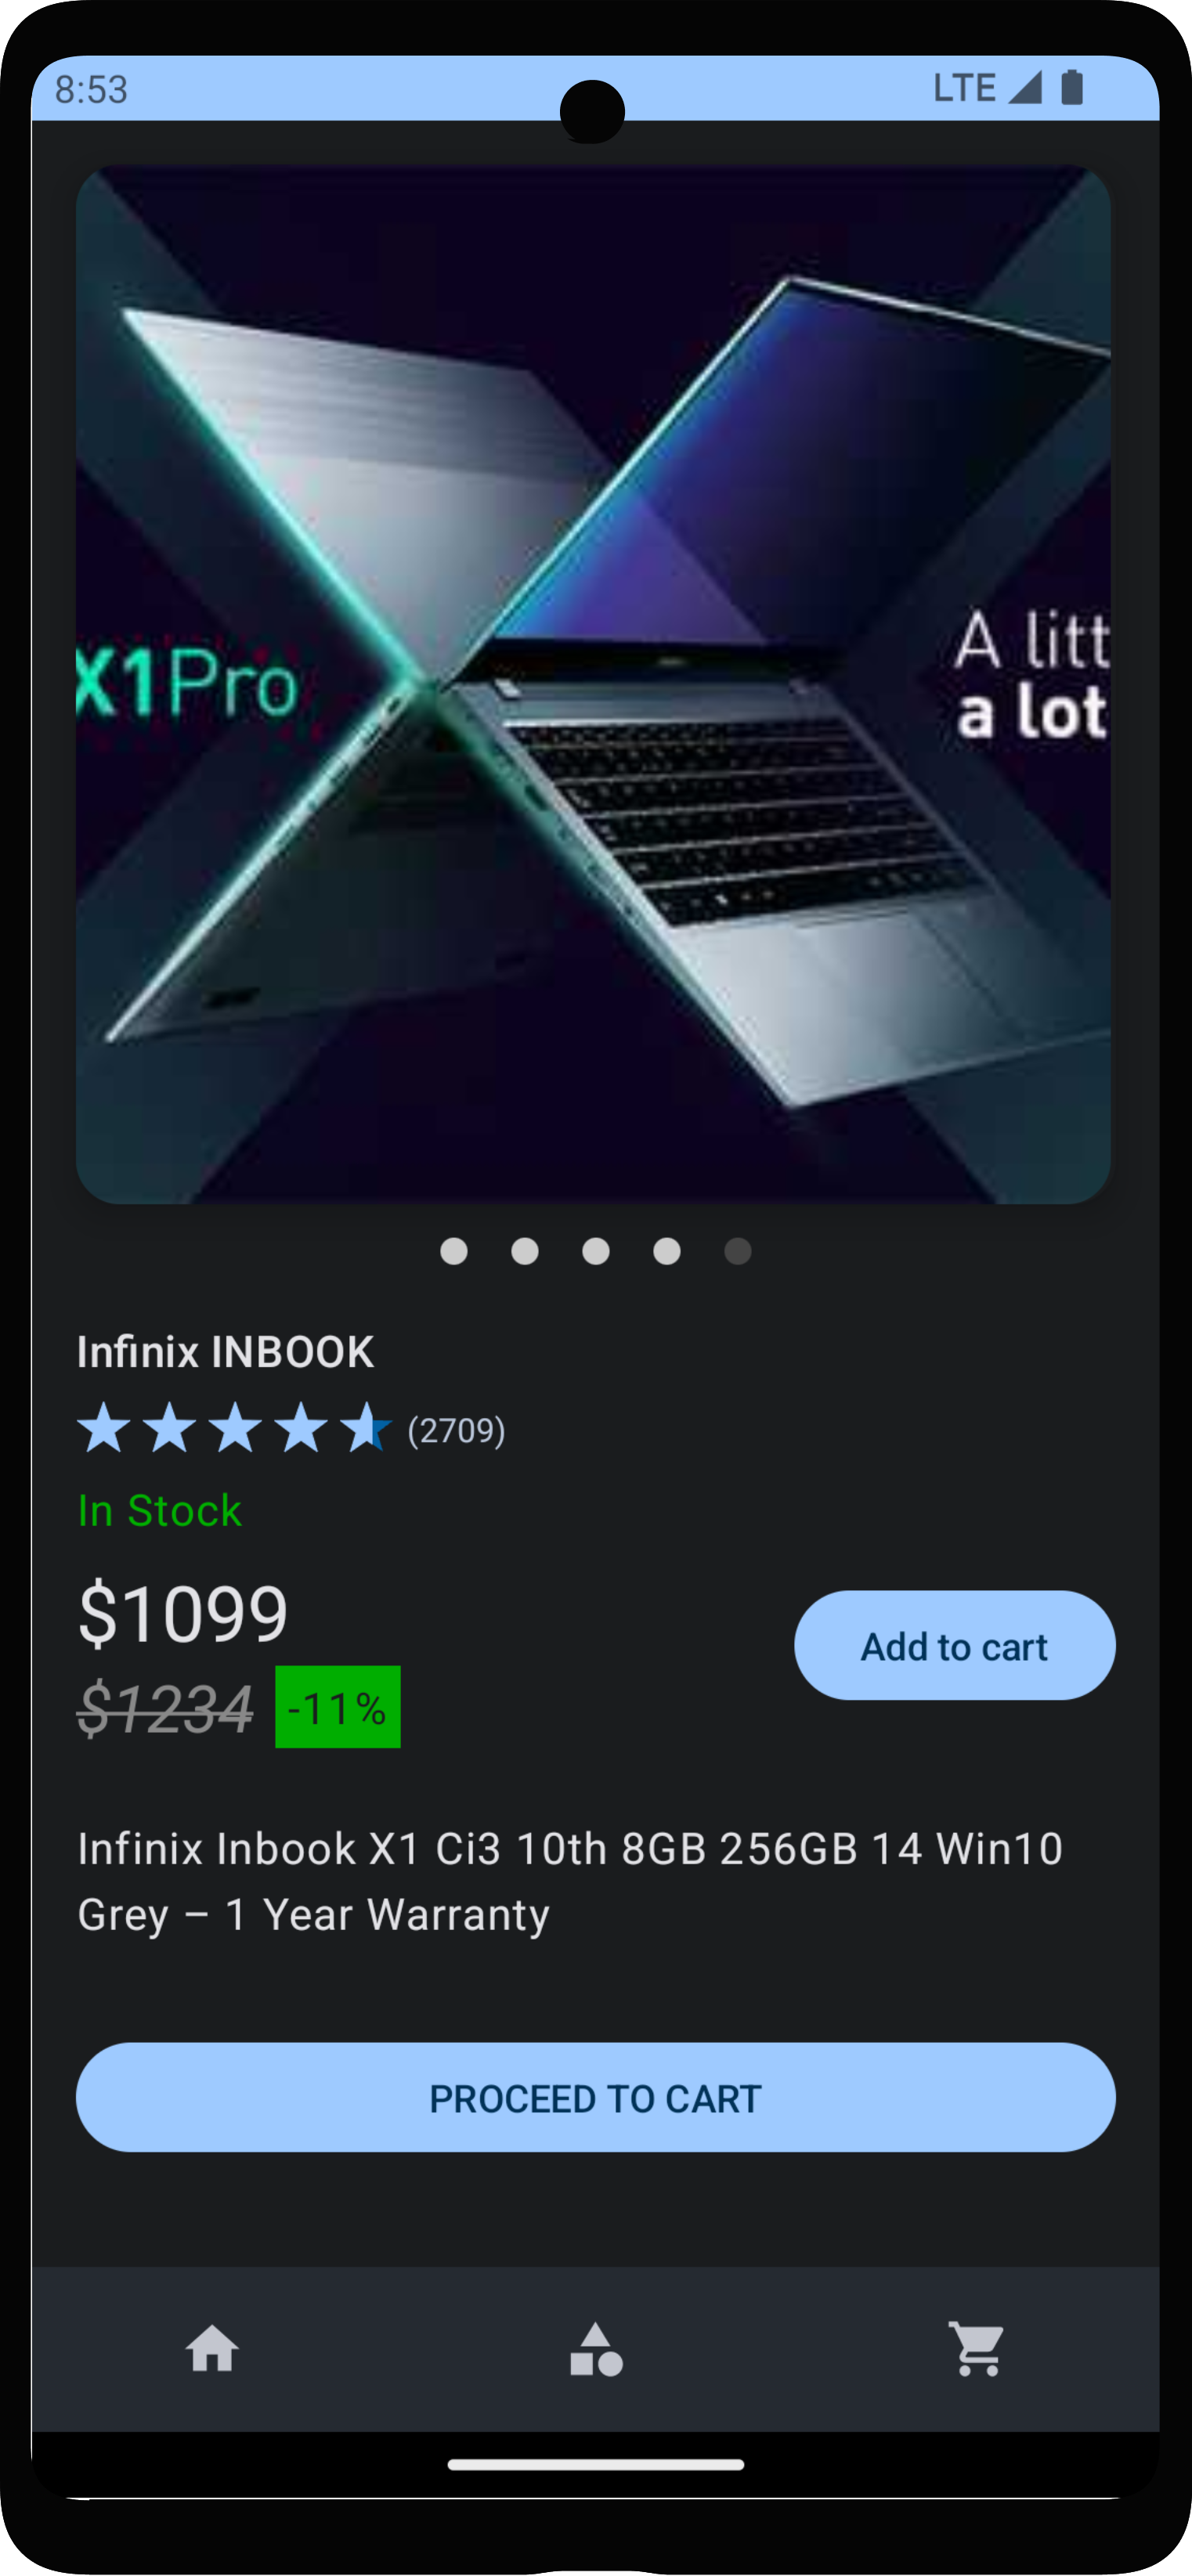 8:53 LTE
X1Pro
A litt
a lot
Infinix INBOOK
(2709)
In Stock
$1099
Add to cart
$1234 -11%
Infinix Inbook X1 Ci3 10th 8GB 256GB 14 Win10
Grey – 1 Year Warranty
PROCEED TO CART